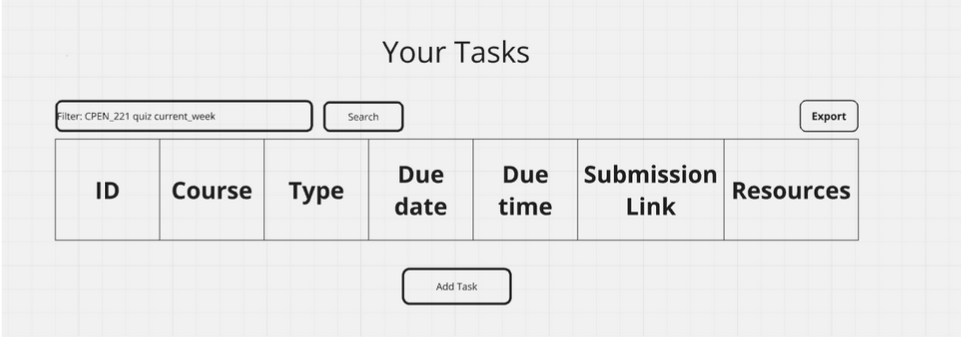 Your Tasks
Filter: CPEN_221 quiz current_week
Search
Export
ID
Course
Type
Due
date
Due
time
Submission
Link
Resources
Add Task